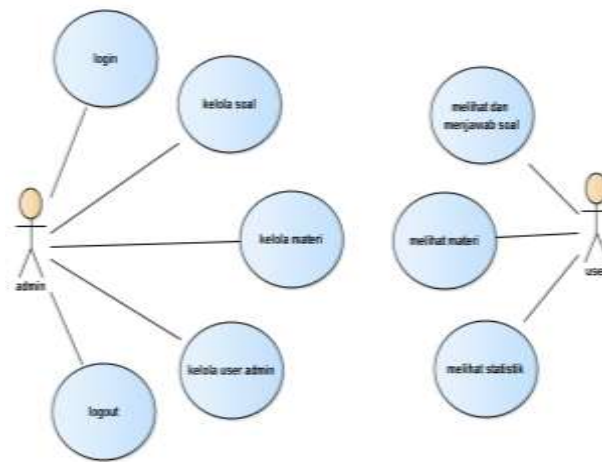 login
kelola soal
kelola materi
kelola user admin
logout
admin
melihat dan
menjawab soal
melihat materi
melihat statistik
use